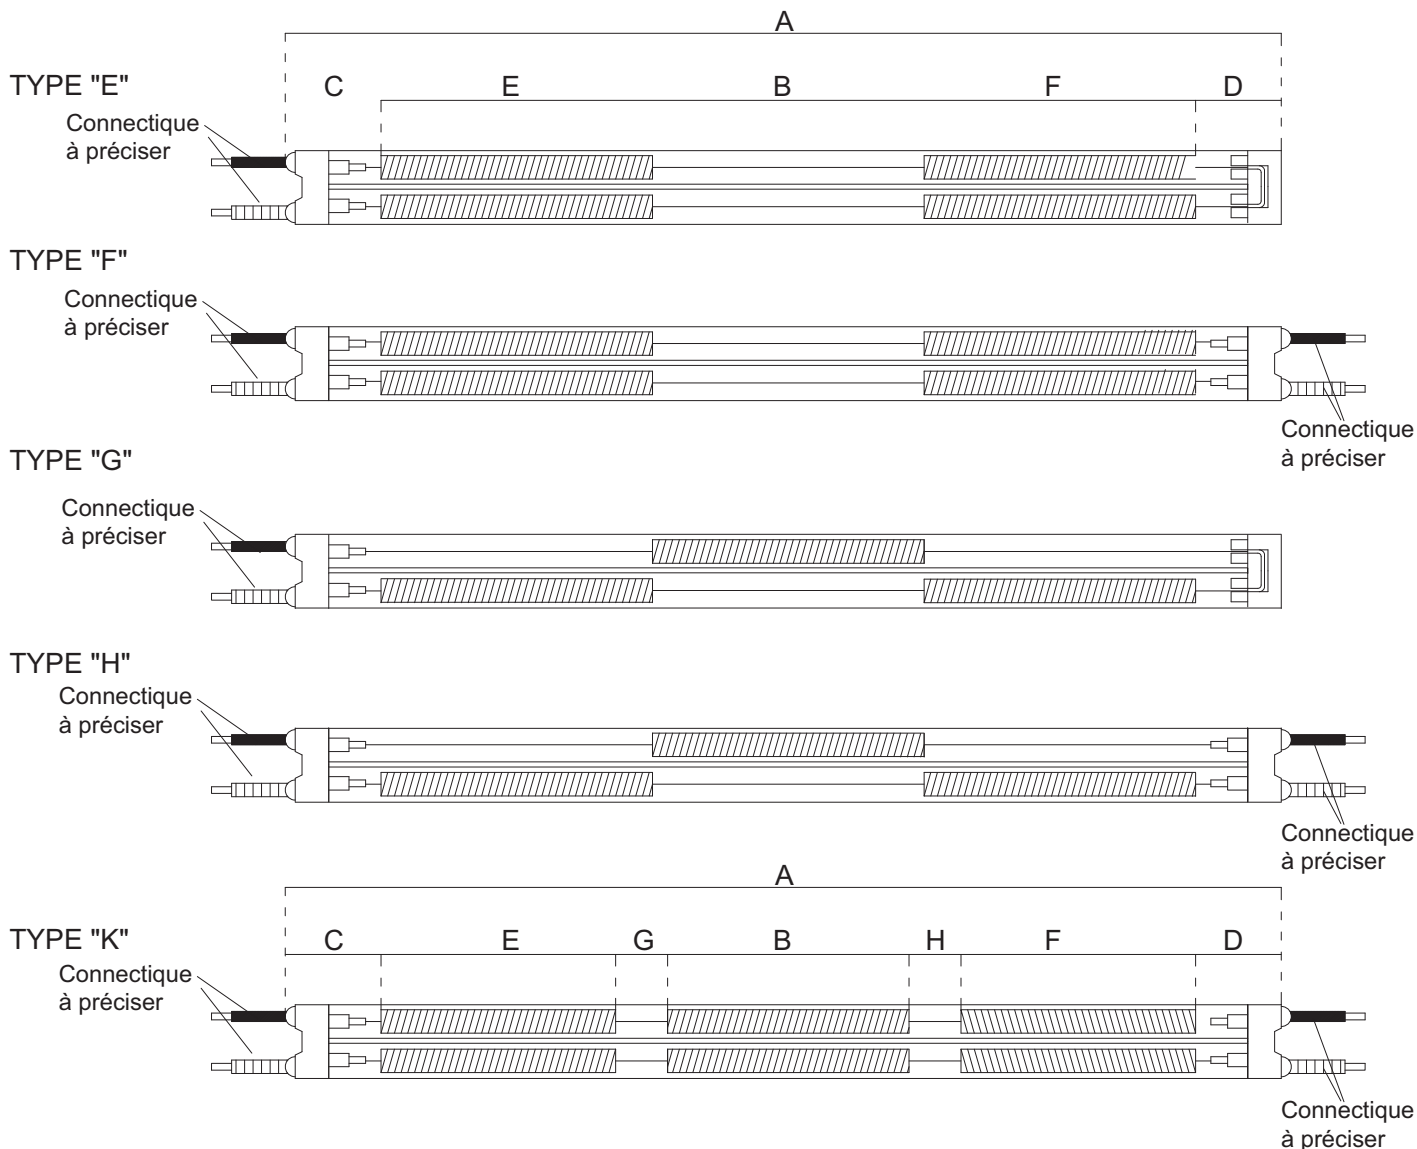 A
TYPE "E"
C E B F D
Connectique
à préciser
TYPE "F"
Connectique
à préciser
Connectique
à préciser
TYPE "G"
Connectique
à préciser
TYPE "H"
Connectique
à préciser
Connectique
à préciser
A
TYPE "K"
C E G B H F D
Connectique
à préciser
Connectique
à préciser